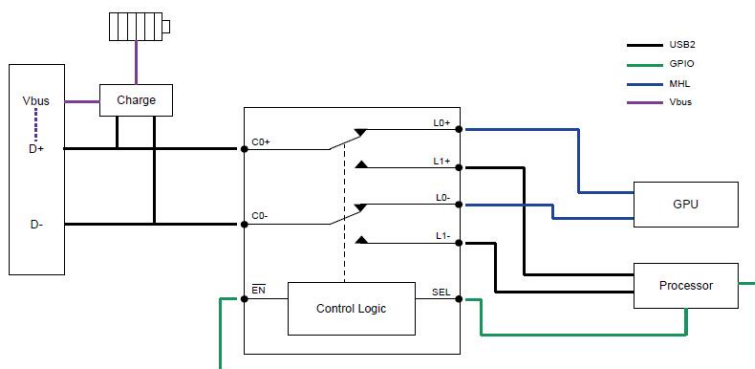 USB2
GPIO
MHL
Vbus
Vbus
Charge
D+
D-
C0+
C0-
L0+
L1+
L0-
L1-
EN
Control Logic
SEL
GPU
Processor